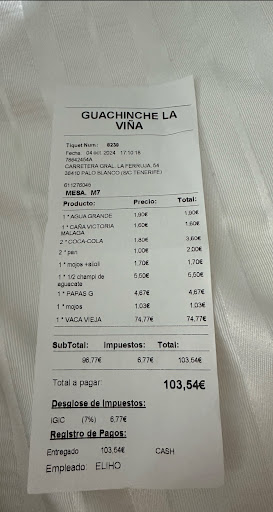 GUACHINCHE LA
VIÑA
Tiquet Num.: 8238
Fecha: 04 oct. 2024 17:10:18
78642454A
CARRETERA GRAL. LA PERRUJA, 54
38410 PALO BLANCO (S/C TENERIFE)
611276046
MESA. M7
Producto: Precio: Total:
1 * AGUA GRANDE 1,90€ 1,90€
1 * CAÑA VICTORIA MALAGA 1,60€ 1,60€
2 * COCA-COLA 1,80€ 3,60€
2 * pan 1,00€ 2,00€
1 * mojos +alioli 1,70€ 1,70€
1 * 1/2 champi de aguacate 5,50€ 5,50€
1 * PAPAS G 4,67€ 4,67€
1 * mojos 1,03€ 1,03€
1 * VACA VIEJA 74,77€ 74,77€
SubTotal: Impuestos: Total:
96,77€ 6,77€ 103,54€
Total a pagar: 103,54€
Desglose de Impuestos:
IGIC (7%) 6,77€
Registro de Pagos:
Entregado 103,54€ CASH
Empleado: ELIHO